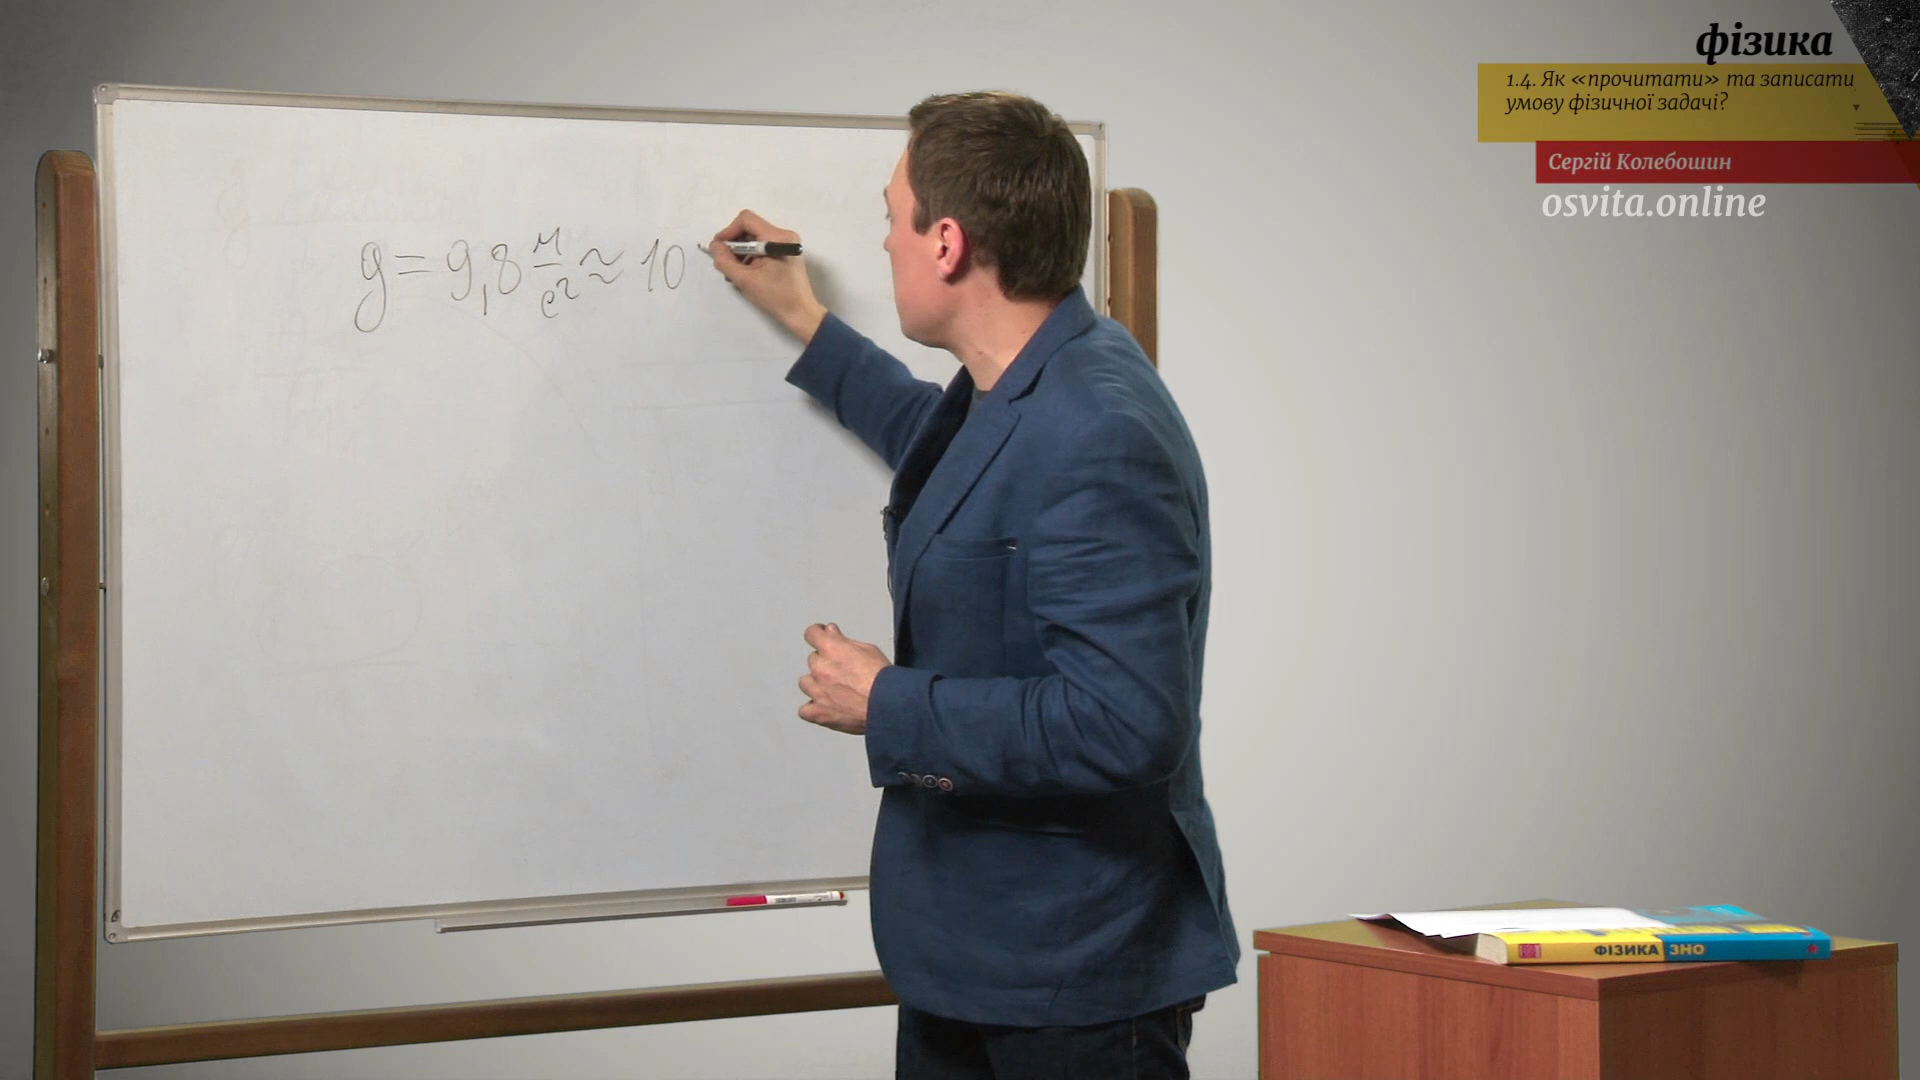 фізика
1.4. Як «прочитати» та записати
умову фізичної задачі?
Сергій Колебошин
osvita.online
g = 9,8 м/с² ≈ 10
ФІЗИКА ЗНО